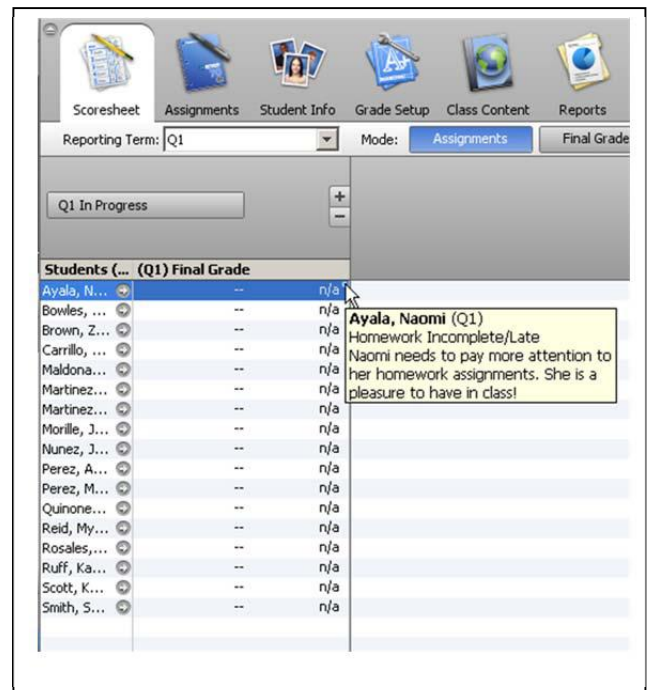 Scoresheet Assignments Student Info Grade Setup Class Content Reports
Reporting Term: Q1 Mode: Assignments Final Grade
Q1 In Progress
+
−
Students (... (Q1) Final Grade
Ayala, N... -- n/a
Bowles, ... -- n/a
Brown, Z... -- n/a
Carrillo, ... -- n/a
Maldona... -- n/a
Martinez... -- n/a
Martinez... -- n/a
Morille, J... -- n/a
Nunez, J... -- n/a
Perez, A... -- n/a
Perez, M... -- n/a
Quinone... -- n/a
Reid, My... -- n/a
Rosales,... -- n/a
Ruff, Ka... -- n/a
Scott, K... -- n/a
Smith, S... -- n/a
Ayala, Naomi (Q1)
Homework Incomplete/Late
Naomi needs to pay more attention to
her homework assignments. She is a
pleasure to have in class!